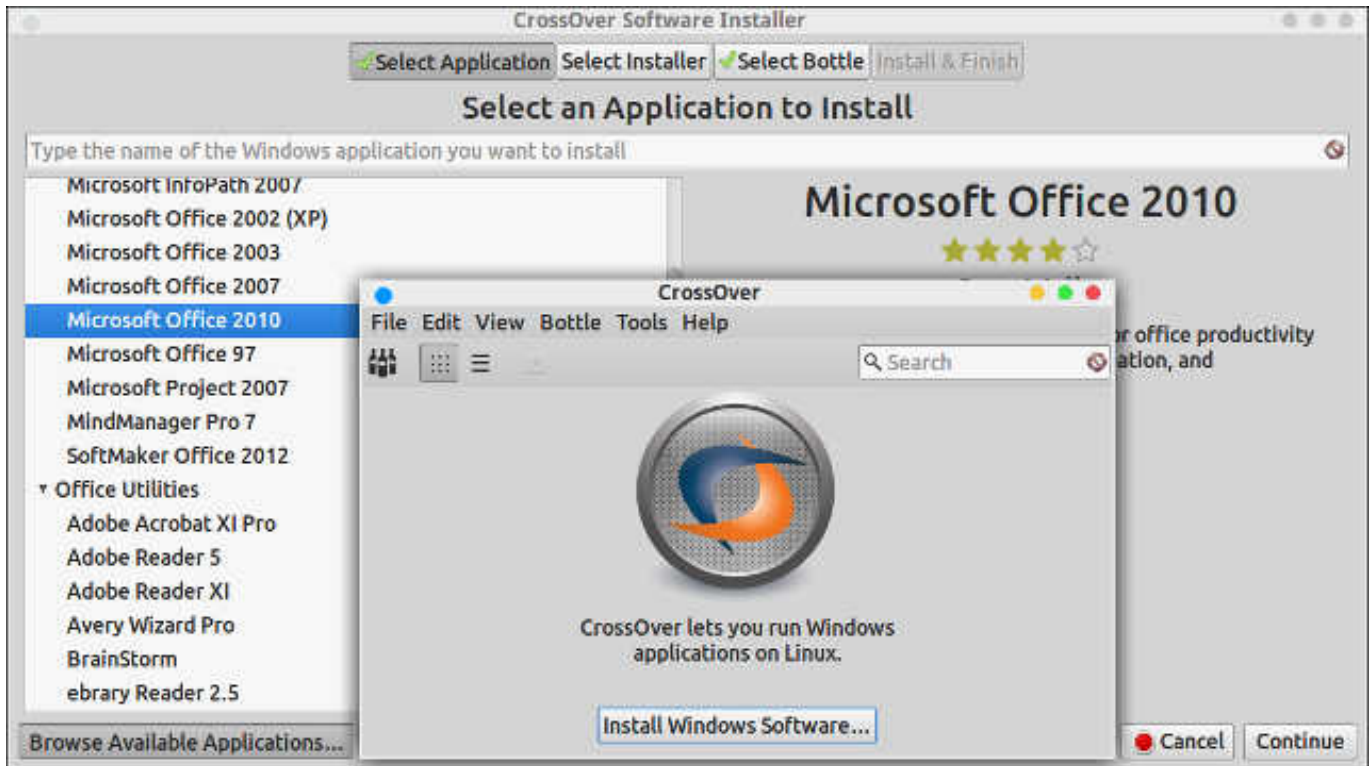 CrossOver Software Installer
Select Application Select Installer Select Bottle Install & Finish
Select an Application to Install
Type the name of the Windows application you want to install
Microsoft InfoPath 2007
Microsoft Office 2002 (XP)
Microsoft Office 2003
Microsoft Office 2007
Microsoft Office 2010
Microsoft Office 97
Microsoft Project 2007
MindManager Pro 7
SoftMaker Office 2012
Office Utilities
Adobe Acrobat XI Pro
Adobe Reader 5
Adobe Reader XI
Avery Wizard Pro
BrainStorm
ebrary Reader 2.5
Browse Available Applications...
Microsoft Office 2010
office productivity
and
CrossOver
File Edit View Bottle Tools Help
Search
CrossOver lets you run Windows
applications on Linux.
Install Windows Software...
Cancel Continue